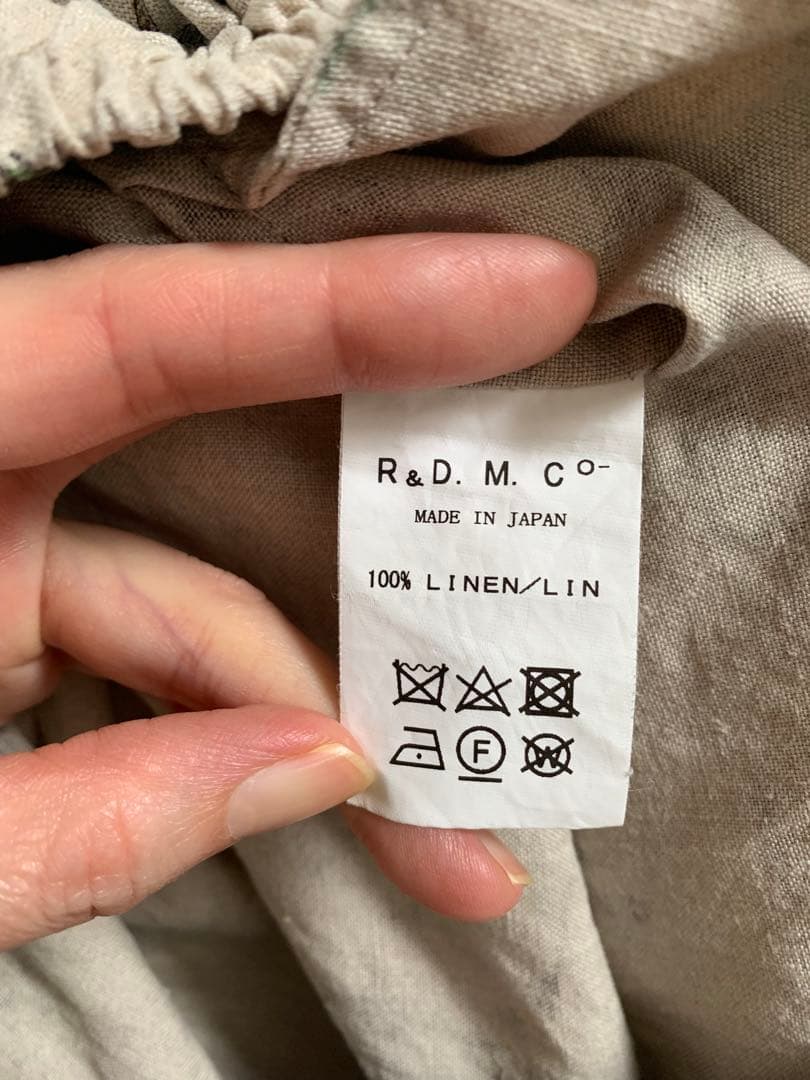 R&D. M. Co-
MADE IN JAPAN
100% LINEN/LIN
F W